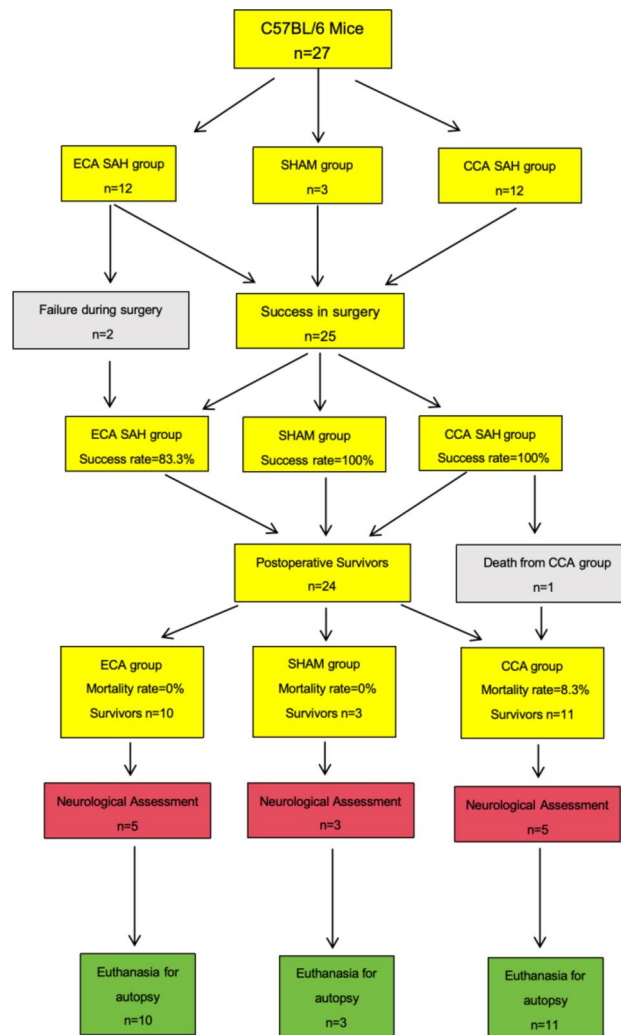 C57BL/6 Mice
n=27
ECA SAH group
n=12
SHAM group
n=3
CCA SAH group
n=12
Failure during surgery
n=2
Success in surgery
n=25
ECA SAH group
Success rate=83.3%
SHAM group
Success rate=100%
CCA SAH group
Success rate=100%
Postoperative Survivors
n=24
Death from CCA group
n=1
ECA group
Mortality rate=0%
Survivors n=10
SHAM group
Mortality rate=0%
Survivors n=3
CCA group
Mortality rate=8.3%
Survivors n=11
Neurological Assessment
n=5
Neurological Assessment
n=3
Neurological Assessment
n=5
Euthanasia for
autopsy
n=10
Euthanasia for
autopsy
n=3
Euthanasia for
autopsy
n=11